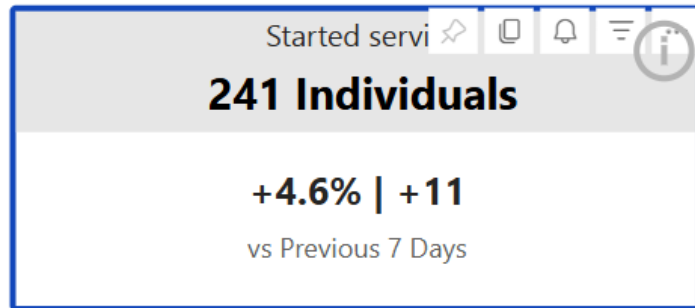 Started servi
241 Individuals
+4.6% | +11
vs Previous 7 Days